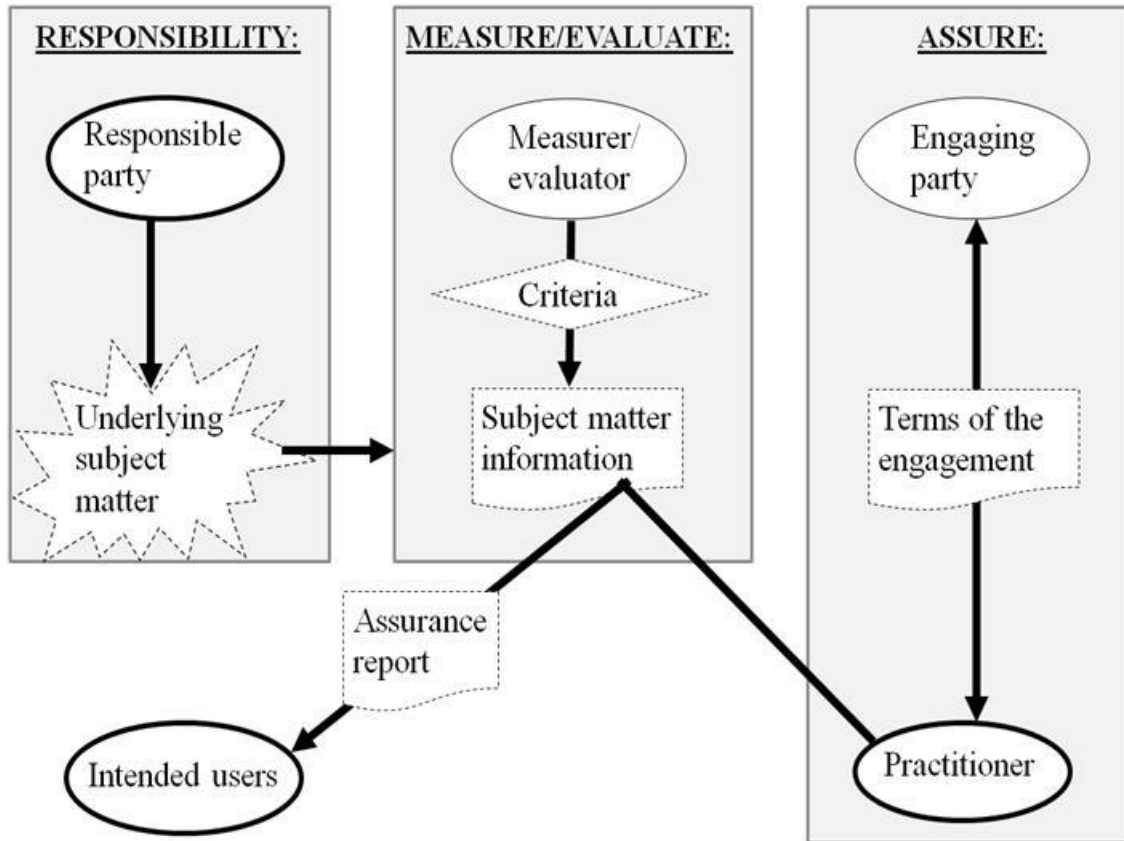 RESPONSIBILITY:
Responsible
party
Underlying
subject
matter
MEASURE/EVALUATE:
Measurer/
evaluator
Criteria
Subject matter
information
ASSURE:
Engaging
party
Terms of the
engagement
Practitioner
Assurance
report
Intended users